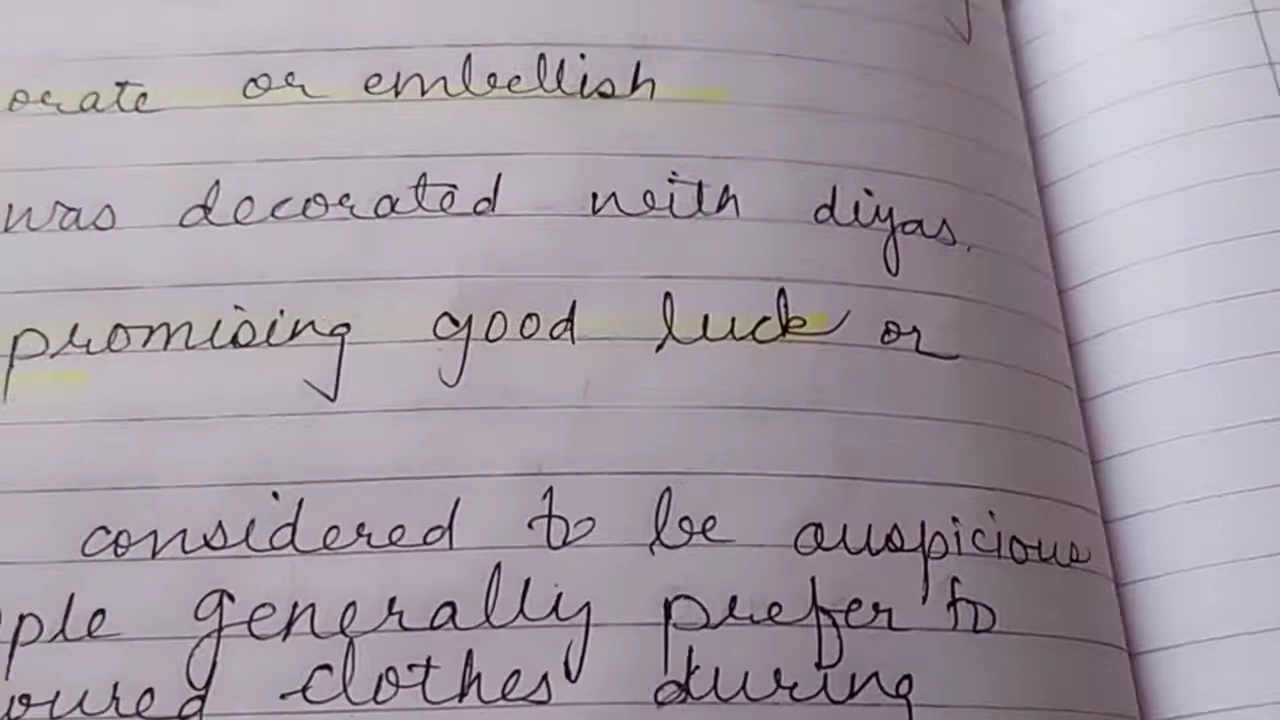 orate or embellish
was decorated with diyas.
promising good luck or
considered to be auspicious
ple generally prefer to
oured clothes during